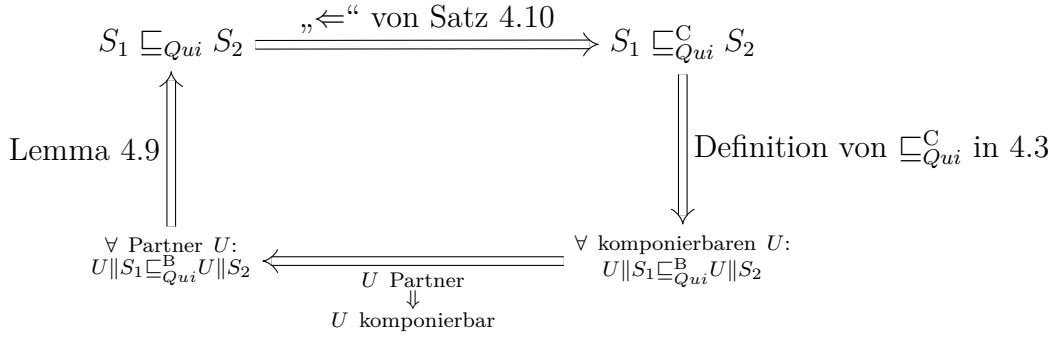 „⇐“ von Satz 4.10
S₁ ⊑_Qui S₂
S₁ ⊑^C_Qui S₂
Lemma 4.9
Definition von ⊑^C_Qui in 4.3
∀ Partner U:
U∥S₁⊑^B_Qui U∥S₂
∀ komponierbaren U:
U∥S₁⊑^B_Qui U∥S₂
U Partner
⇓
U komponierbar